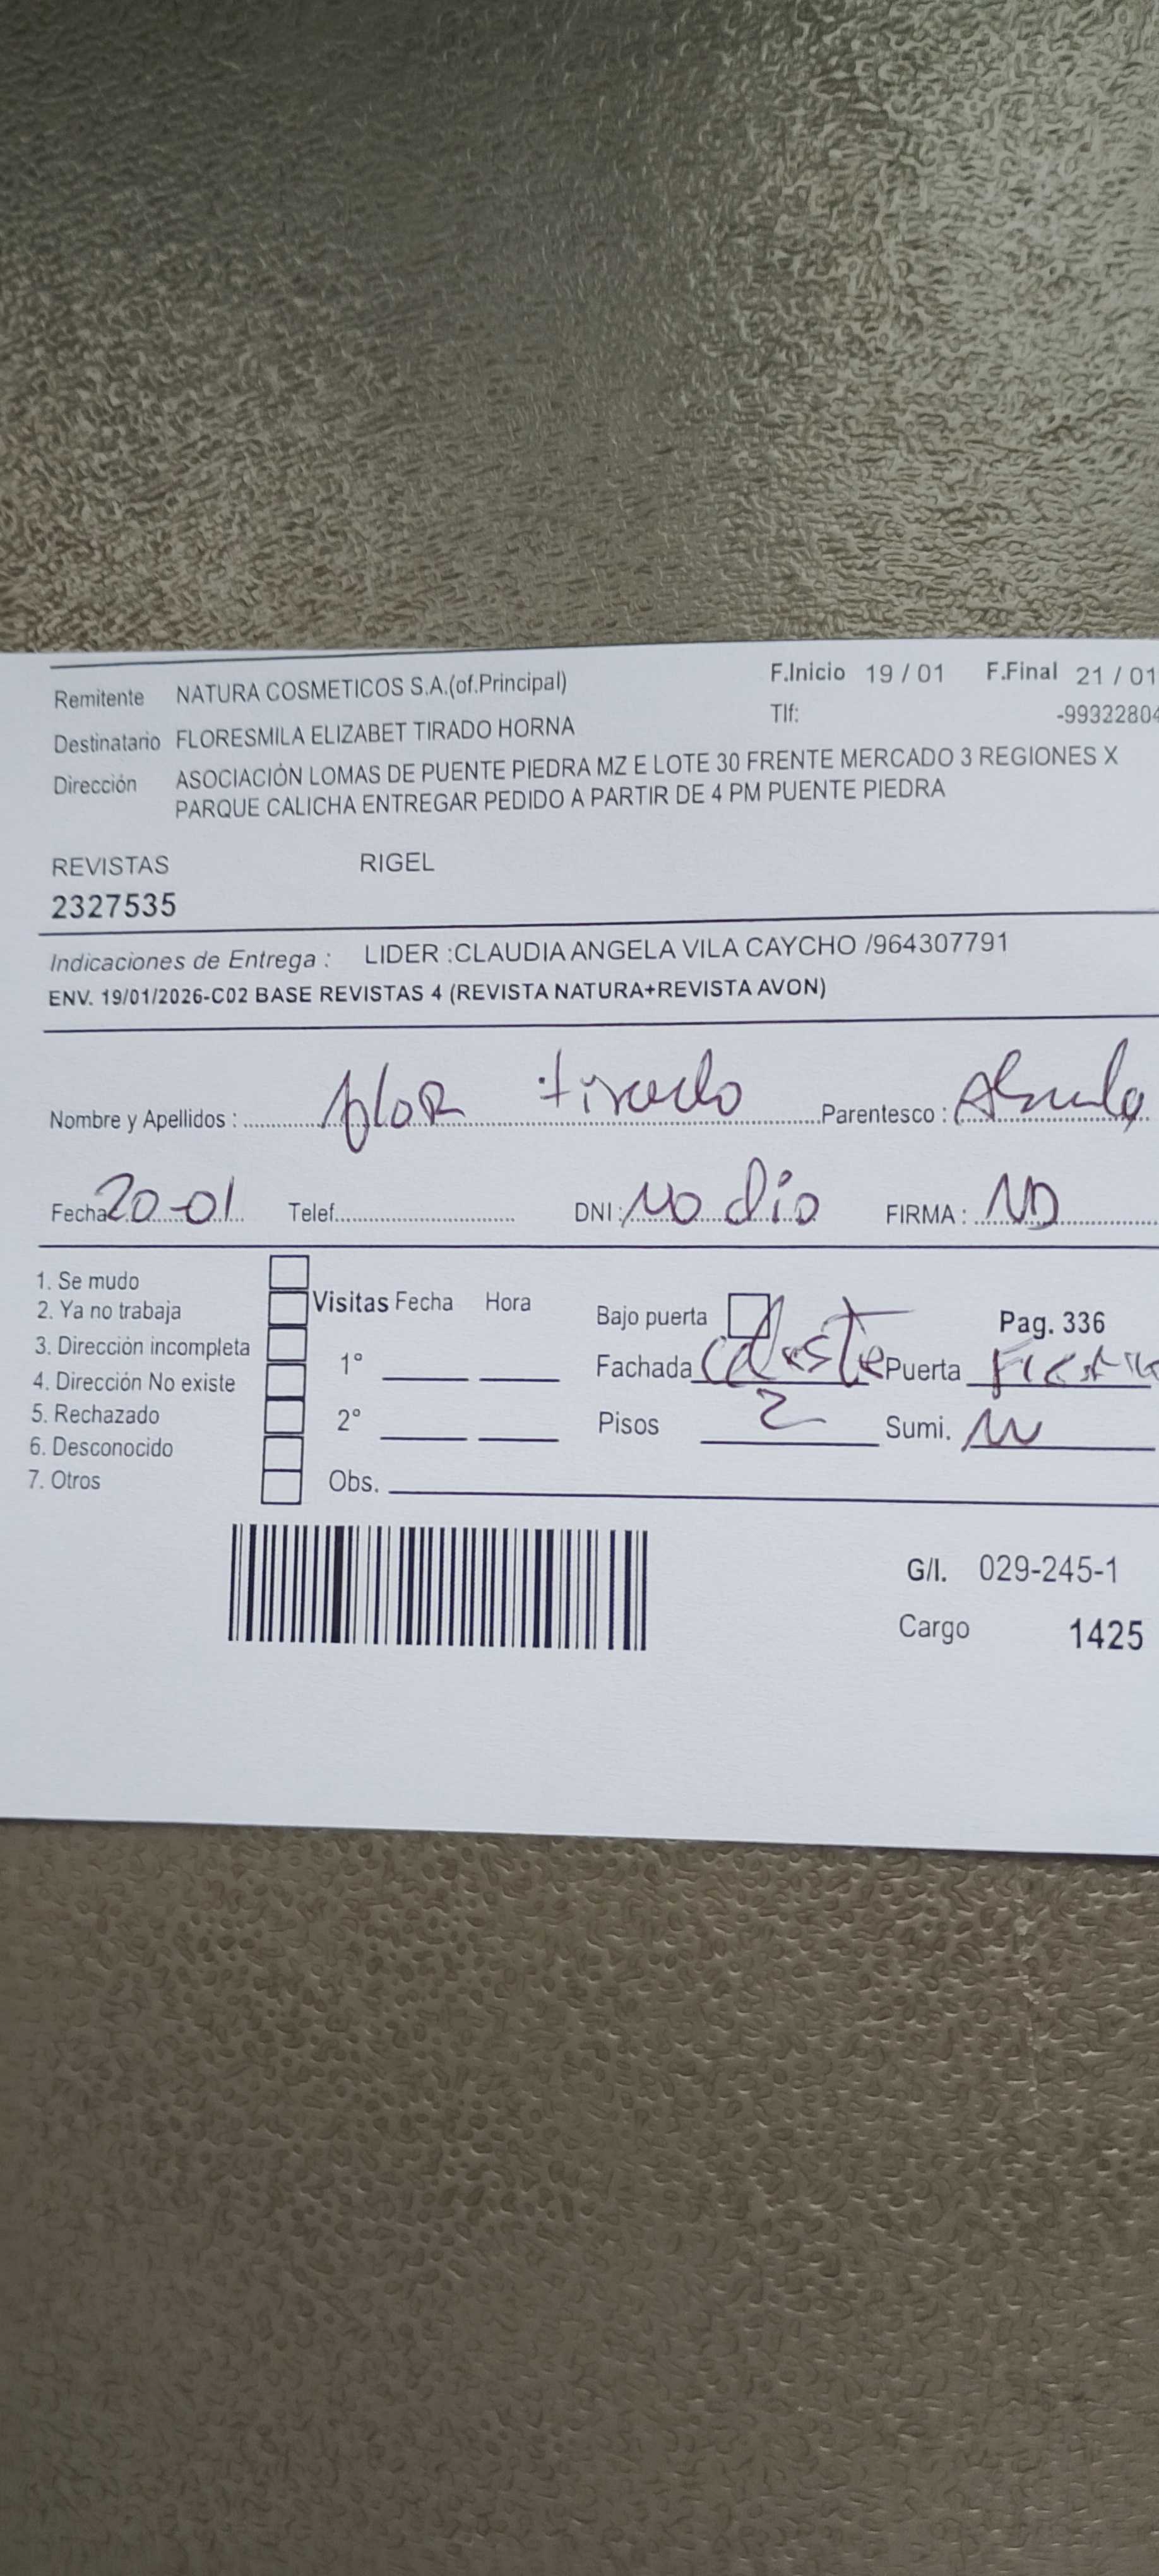 Remitente NATURA COSMETICOS S.A.(of.Principal) F.Inicio 19 / 01 F.Final 21 / 01
Destinatario FLORESMILA ELIZABET TIRADO HORNA Tlf: -99322804
Dirección ASOCIACIÓN LOMAS DE PUENTE PIEDRA MZ E LOTE 30 FRENTE MERCADO 3 REGIONES X
PARQUE CALICHA ENTREGAR PEDIDO A PARTIR DE 4 PM PUENTE PIEDRA
REVISTAS RIGEL
2327535
Indicaciones de Entrega : LIDER :CLAUDIA ANGELA VILA CAYCHO /964307791
ENV. 19/01/2026-C02 BASE REVISTAS 4 (REVISTA NATURA+REVISTA AVON)
Nombre y Apellidos : flor tirado Parentesco :
Fecha 20-01 Telef. DNI : no dio FIRMA : ND
1. Se mudo
2. Ya no trabaja Visitas Fecha Hora Bajo puerta Pag. 336
3. Dirección incompleta 1° Fachada celeste Puerta
4. Dirección No existe
5. Rechazado 2° Pisos 2 Sumi.
6. Desconocido
7. Otros Obs.
G/I. 029-245-1
Cargo 1425